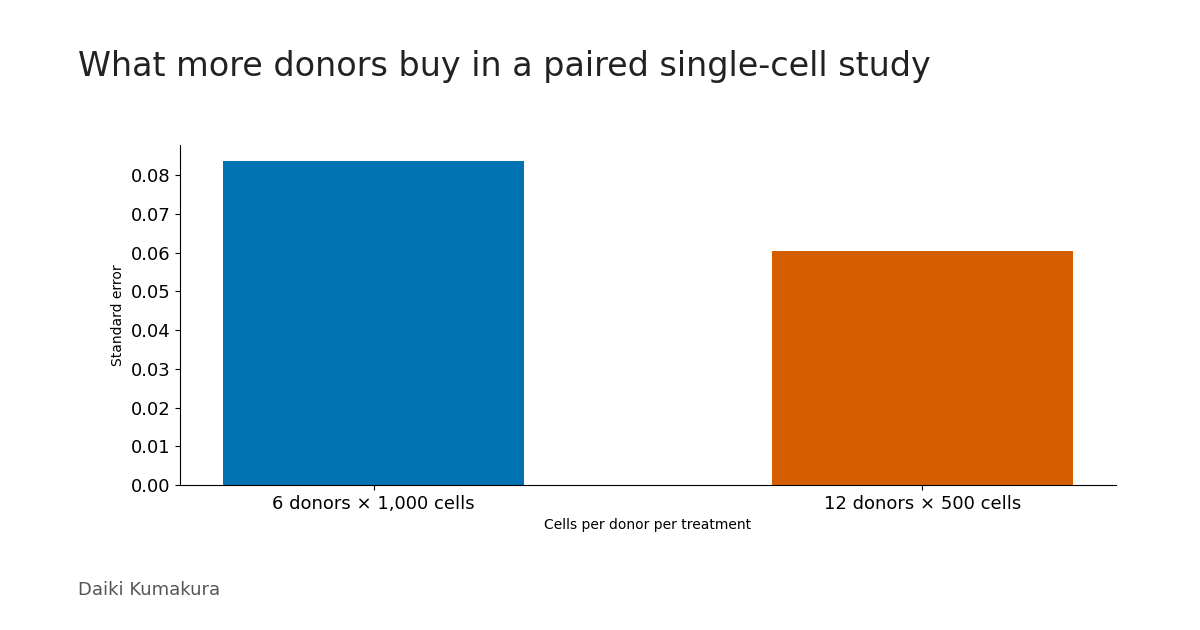 What more donors buy in a paired single-cell study
0.08
0.07
0.06
0.05
0.04
0.03
0.02
0.01
0.00
Standard error
6 donors × 1,000 cells
12 donors × 500 cells
Cells per donor per treatment
Daiki Kumakura